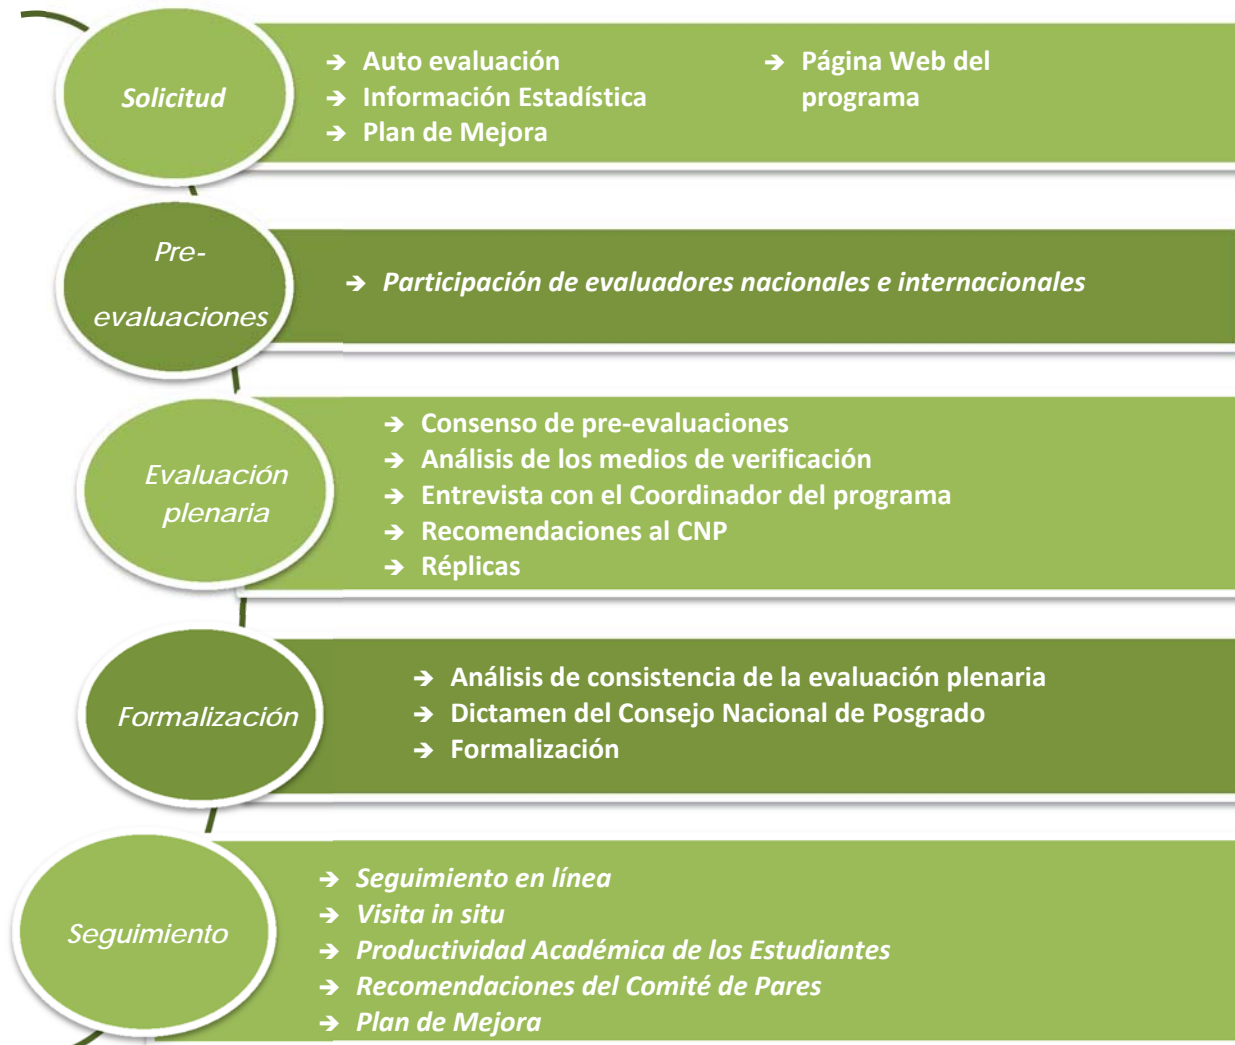 Solicitud
➔ Auto evaluación
➔ Información Estadística
➔ Plan de Mejora
➔ Página Web del
programa
Pre-
evaluaciones
➔ Participación de evaluadores nacionales e internacionales
Evaluación
plenaria
➔ Consenso de pre-evaluaciones
➔ Análisis de los medios de verificación
➔ Entrevista con el Coordinador del programa
➔ Recomendaciones al CNP
➔ Réplicas
Formalización
➔ Análisis de consistencia de la evaluación plenaria
➔ Dictamen del Consejo Nacional de Posgrado
➔ Formalización
Seguimiento
➔ Seguimiento en línea
➔ Visita in situ
➔ Productividad Académica de los Estudiantes
➔ Recomendaciones del Comité de Pares
➔ Plan de Mejora